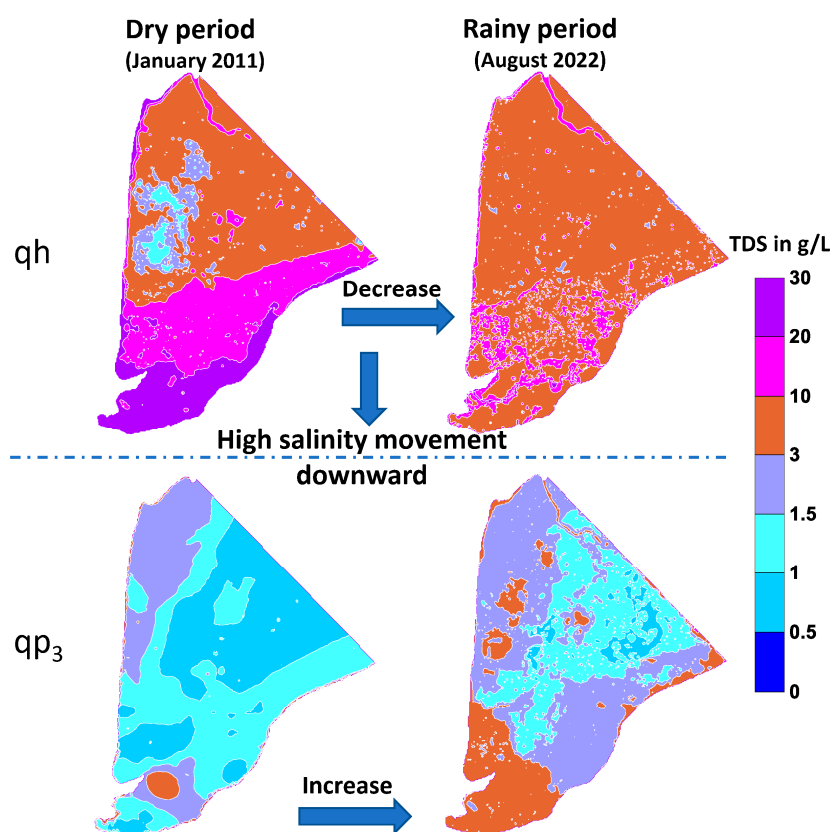 Dry period
(January 2011)
Rainy period
(August 2022)
qh
TDS in g/L
30
20
10
3
1.5
1
0.5
0
Decrease
High salinity movement
downward
qp3
Increase